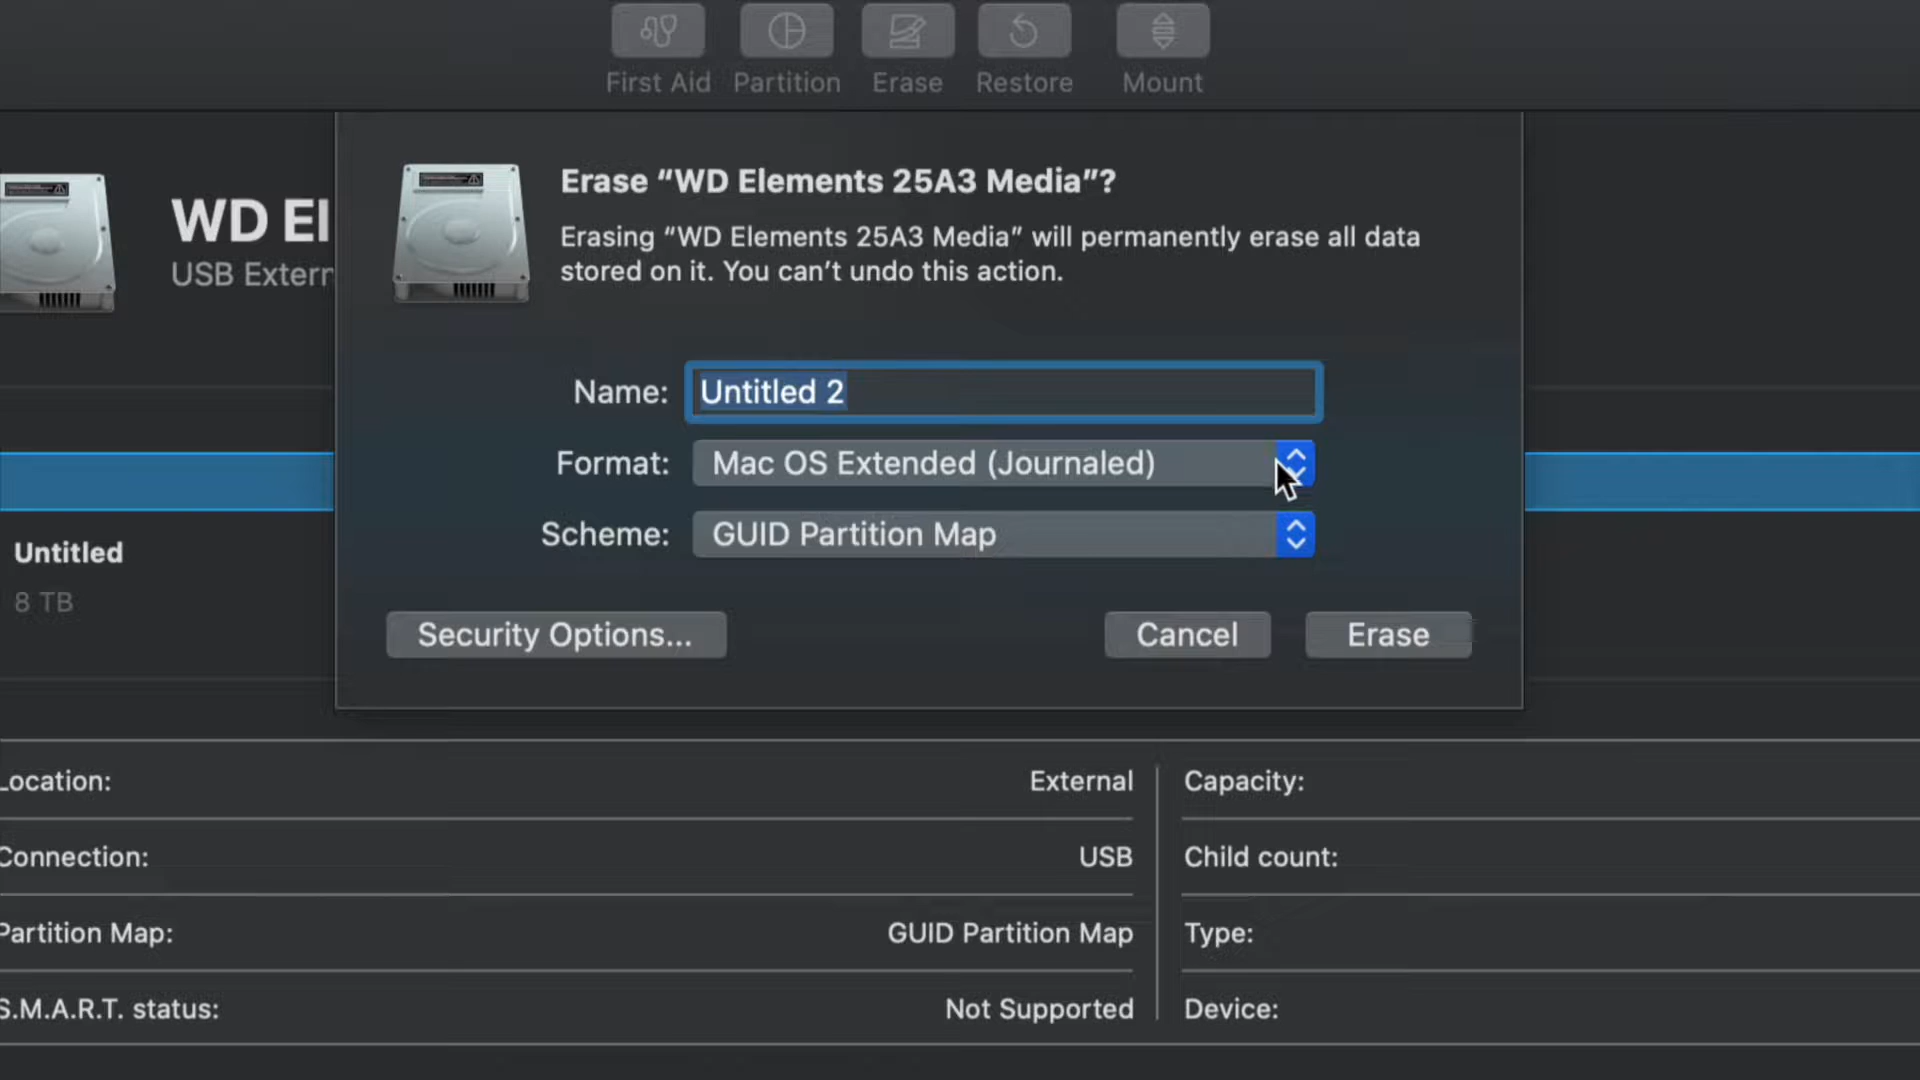 First Aid
Partition
Erase
Restore
Mount
WD El
USB Extern
Erase “WD Elements 25A3 Media”?
Erasing “WD Elements 25A3 Media” will permanently erase all data
stored on it. You can’t undo this action.
Name: Untitled 2
Format: Mac OS Extended (Journaled)
Scheme: GUID Partition Map
Untitled
8 TB
Security Options...
Cancel
Erase
Location: External
Capacity:
Connection: USB
Child count:
Partition Map: GUID Partition Map
Type:
S.M.A.R.T. status: Not Supported
Device: